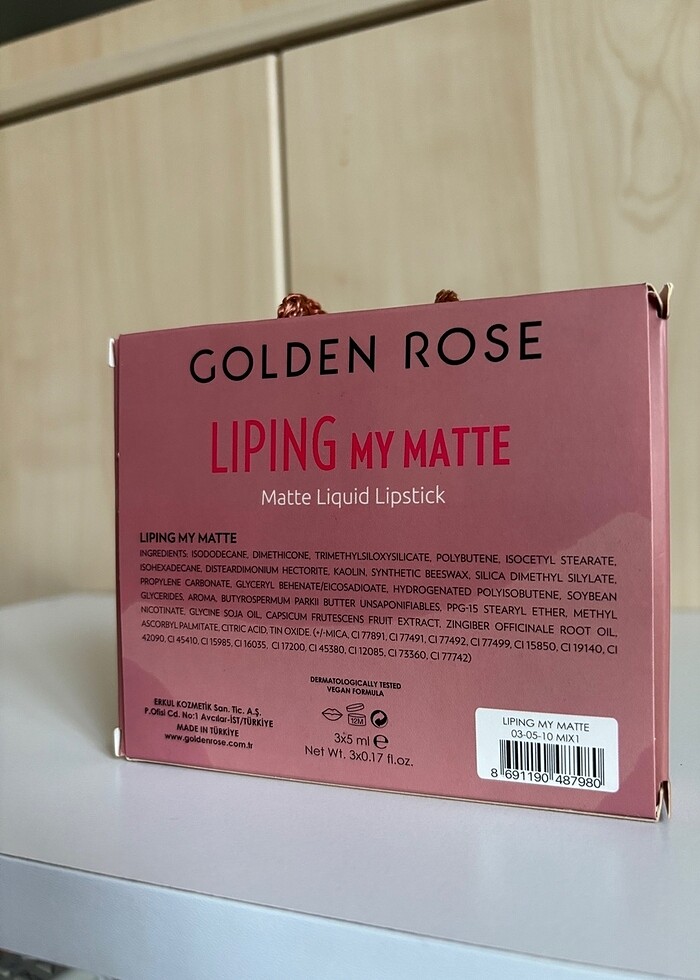 GOLDEN ROSE
LIPING MY MATTE
Matte Liquid Lipstick
LIPING MY MATTE
INGREDIENTS: ISODODECANE, DIMETHICONE, TRIMETHYLSILOXYSILICATE, POLYBUTENE, ISOCETYL STEARATE,
ISOHEXADECANE, DISTEARDIMONIUM HECTORITE, KAOLIN, SYNTHETIC BEESWAX, SILICA DIMETHYL SILYLATE,
PROPYLENE CARBONATE, GLYCERYL BEHENATE/EICOSADIOATE, HYDROGENATED POLYISOBUTENE, SOYBEAN
GLYCERIDES, AROMA, BUTYROSPERMUM PARKII BUTTER UNSAPONIFIABLES, PPG-15 STEARYL ETHER, METHYL
NICOTINATE, GLYCINE SOJA OIL, CAPSICUM FRUTESCENS FRUIT EXTRACT, ZINGIBER OFFICINALE ROOT OIL,
ASCORBYL PALMITATE, CITRIC ACID, TIN OXIDE. (+/-MICA, CI 77891, CI 77491, CI 77492, CI 77499, CI 15850, CI 19140, CI
42090, CI 45410, CI 15985, CI 16035, CI 17200, CI 45380, CI 12085, CI 73360, CI 77742)
DERMATOLOGICALLY TESTED
VEGAN FORMULA
ERKUL KOZMETİK San. Tic. A.Ş.
P.Ofisi Cd. No:1 Avcılar-İST/TÜRKİYE
MADE IN TÜRKİYE
www.goldenrose.com.tr
12M
3x5 ml e
Net Wt. 3x0.17 fl.oz.
LIPING MY MATTE
03-05-10 MIX1
8 691190 487980